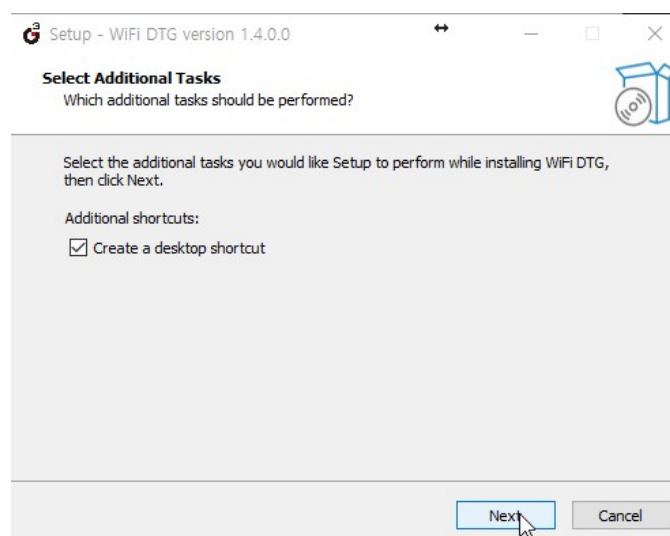 G3 Setup - WiFi DTG version 1.4.0.0
Select Additional Tasks
Which additional tasks should be performed?
Select the additional tasks you would like Setup to perform while installing WiFi DTG,
then click Next.
Additional shortcuts:
Create a desktop shortcut
Next Cancel